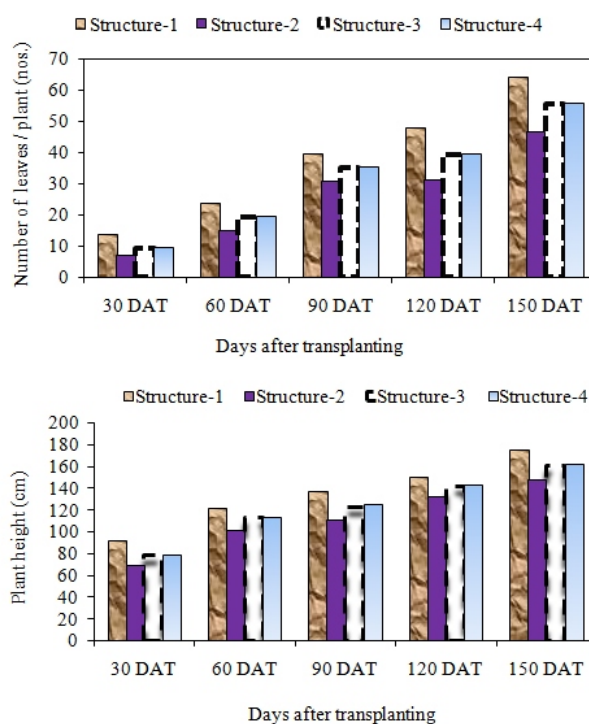 Structure-1 Structure-2 Structure-3 Structure-4
Number of leaves / plant (nos.)
70
60
50
40
30
20
10
0
30 DAT 60 DAT 90 DAT 120 DAT 150 DAT
Days after transplanting
Structure-1 Structure-2 Structure-3 Structure-4
Plant height (cm)
200
180
160
140
120
100
80
60
40
20
0
30 DAT 60 DAT 90 DAT 120 DAT 150 DAT
Days after transplanting